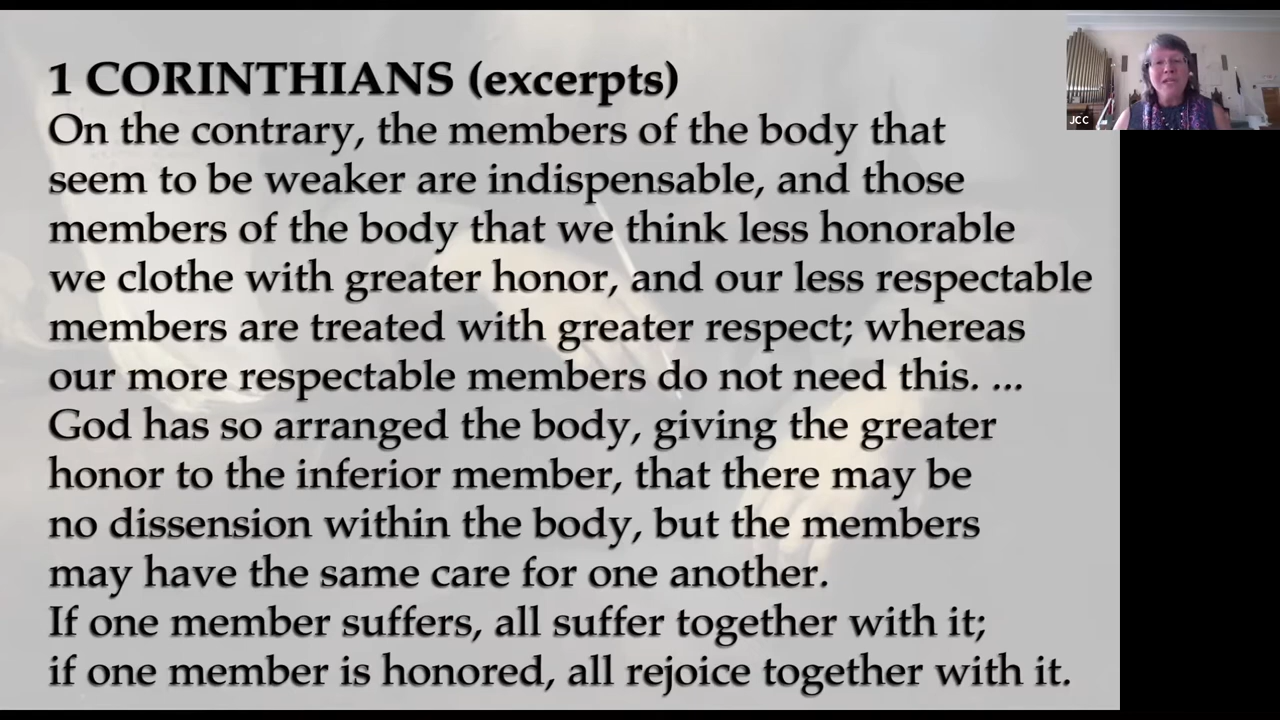 1 CORINTHIANS (excerpts)
On the contrary, the members of the body that
seem to be weaker are indispensable, and those
members of the body that we think less honorable
we clothe with greater honor, and our less respectable
members are treated with greater respect; whereas
our more respectable members do not need this. ...
God has so arranged the body, giving the greater
honor to the inferior member, that there may be
no dissension within the body, but the members
may have the same care for one another.
If one member suffers, all suffer together with it;
if one member is honored, all rejoice together with it.
JCC